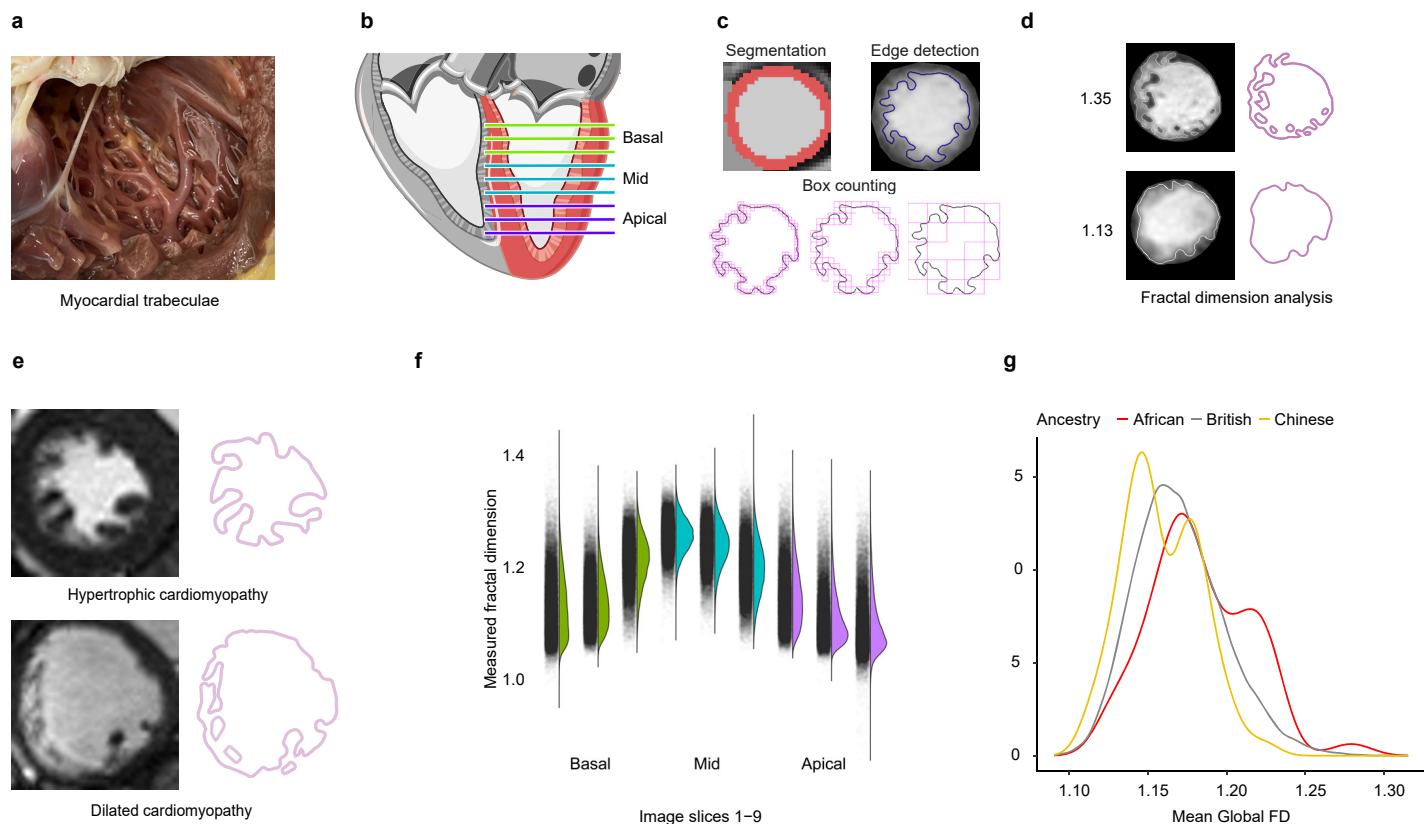 a
b
c
d
Segmentation
Edge detection
Basal
Mid
Apical
Box counting
1.35
1.13
Myocardial trabeculae
Fractal dimension analysis
e
f
g
Hypertrophic cardiomyopathy
Dilated cardiomyopathy
Measured fractal dimension
1.4
1.2
1.0
Basal
Mid
Apical
Image slices 1–9
Ancestry
African
British
Chinese
5
0
5
0
1.10
1.15
1.20
1.25
1.30
Mean Global FD